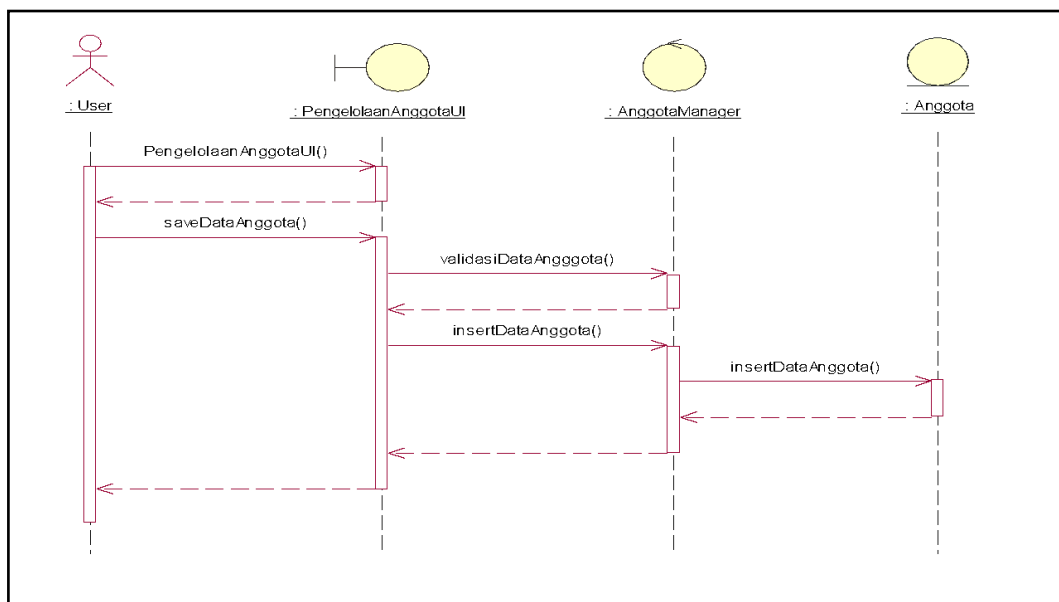 : User
: PengelolaanAnggotaUI
: AnggotaManager
: Anggota
PengelolaanAnggotaUI()
saveDataAnggota()
validasiDataAngggota()
insertDataAnggota()
insertDataAnggota()